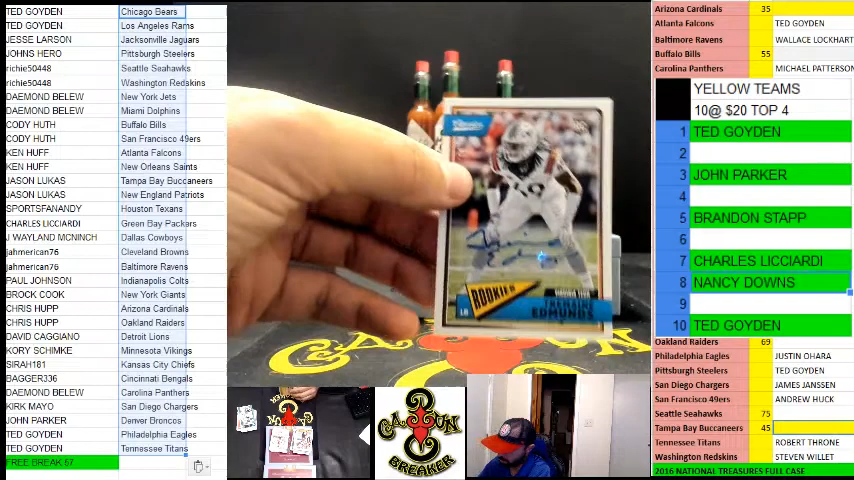 TED GOYDEN Chicago Bears
TED GOYDEN Los Angeles Rams
JESSE LARSON Jacksonville Jaguars
JOHNS HERO Pittsburgh Steelers
richie50448 Seattle Seahawks
richie50448 Washington Redskins
DAEMOND BELEW New York Jets
DAEMOND BELEW Miami Dolphins
CODY HUTH Buffalo Bills
CODY HUTH San Francisco 49ers
KEN HUFF Atlanta Falcons
KEN HUFF New Orleans Saints
JASON LUKAS Tampa Bay Buccaneers
JASON LUKAS New England Patriots
SPORTSFANANDY Houston Texans
CHARLES LICCIARDI Green Bay Packers
J WAYLAND MCNINCH Dallas Cowboys
jahmerican76 Cleveland Browns
jahmerican76 Baltimore Ravens
PAUL JOHNSON Indianapolis Colts
BROCK COOK New York Giants
CHRIS HUPP Arizona Cardinals
CHRIS HUPP Oakland Raiders
DAVID CAGGIANO Detroit Lions
KORY SCHIMKE Minnesota Vikings
SIRAH181 Kansas City Chiefs
BAGGER336 Cincinnati Bengals
DAEMOND BELEW Carolina Panthers
KIRK MAYO San Diego Chargers
JOHN PARKER Denver Broncos
TED GOYDEN Philadelphia Eagles
TED GOYDEN Tennessee Titans
FREE BREAK 57
ROOKIE
LB
TREMAINE
EDMUNDS
CAJUN
BREAKER
Arizona Cardinals 35
Atlanta Falcons TED GOYDEN
Baltimore Ravens WALLACE LOCKHART
Buffalo Bills 55
Carolina Panthers MICHAEL PATTERSON
YELLOW TEAMS
10@ $20 TOP 4
1 TED GOYDEN
2
3 JOHN PARKER
4
5 BRANDON STAPP
6
7 CHARLES LICCIARDI
8 NANCY DOWNS
9
10 TED GOYDEN
Oakland Raiders 69
Philadelphia Eagles JUSTIN OHARA
Pittsburgh Steelers TED GOYDEN
San Diego Chargers JAMES JANSSEN
San Francisco 49ers ANDREW HUCK
Seattle Seahawks 75
Tampa Bay Buccaneers 45
Tennessee Titans ROBERT THRONE
Washington Redskins STEVEN WILLET
2016 NATIONAL TREASURES FULL CASE